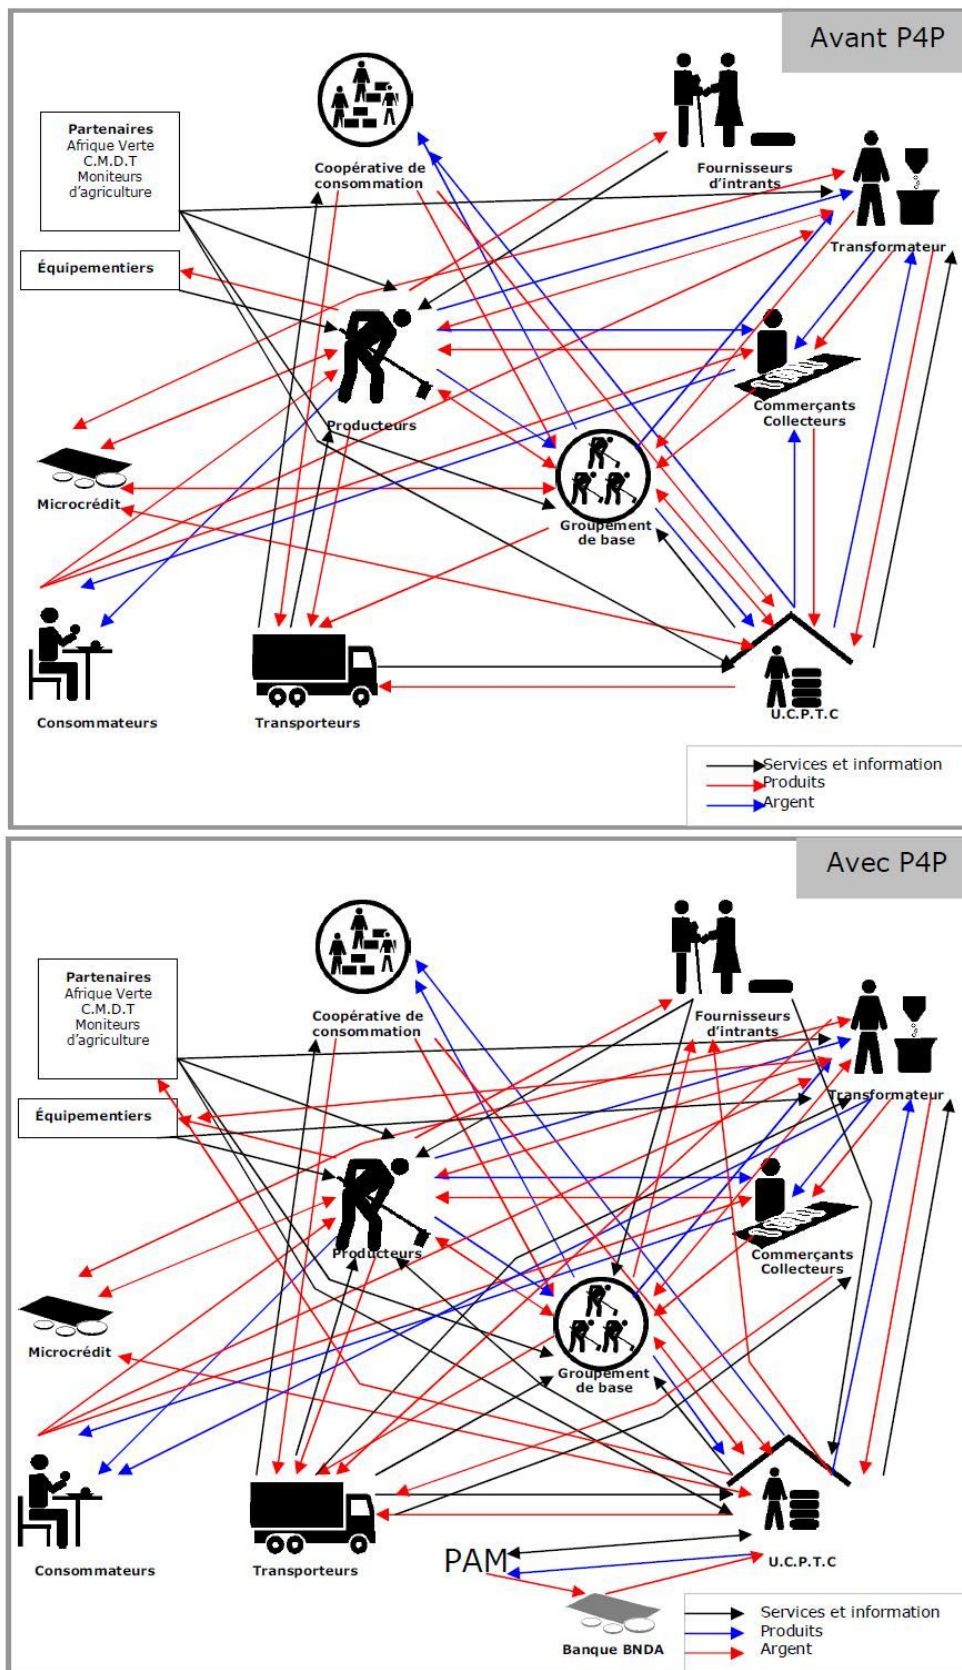 Avant P4P
Partenaires
Afrique Verte
C.M.D.T
Moniteurs
d'agriculture
Coopérative de
consommation
Fournisseurs
d'intrants
Transformateur
Équipementiers
Producteurs
Commerçants
Collecteurs
Microcrédit
Groupement
de base
Consommateurs
Transporteurs
U.C.P.T.C
Services et information
Produits
Argent
Avec P4P
Partenaires
Afrique Verte
C.M.D.T
Moniteurs
d'agriculture
Coopérative de
consommation
Fournisseurs
d'intrants
Transformateur
Équipementiers
Producteurs
Commerçants
Collecteurs
Microcrédit
Groupement
de base
Consommateurs
Transporteurs
PAM
U.C.P.T.C
Banque BNDA
Services et information
Produits
Argent